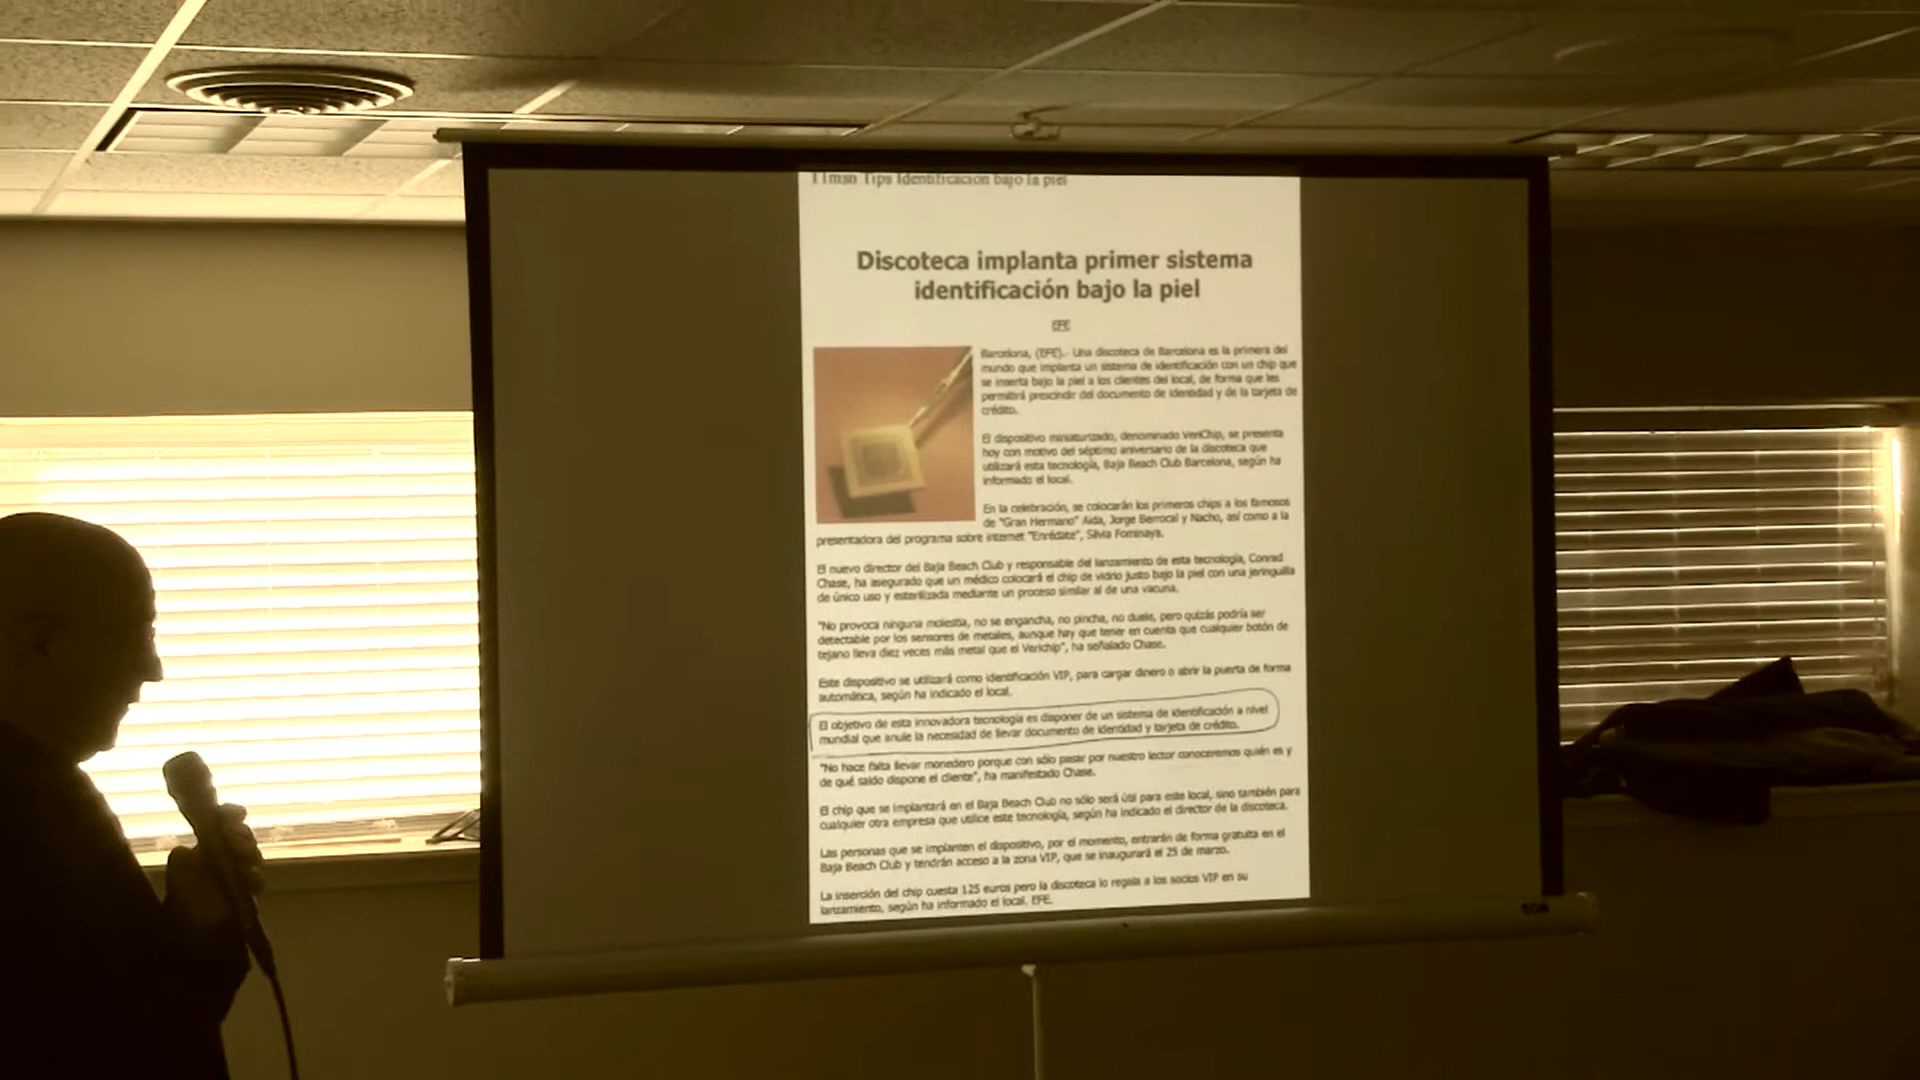 11msn Tips Identificacion bajo la piel
Discoteca implanta primer sistema
identificación bajo la piel
EFE
Barcelona, (EFE).- Una discoteca de Barcelona es la primera del
mundo que implanta un sistema de identificación con un chip que
se inserta bajo la piel a los clientes del local, de forma que les
permitirá prescindir del documento de identidad y de la tarjeta de
crédito.
El dispositivo miniaturizado, denominado VeriChip, se presenta
hoy con motivo del séptimo aniversario de la discoteca que
utilizará esta tecnología, Baja Beach Club Barcelona, según ha
informado el local.
En la celebración, se colocarán los primeros chips a los famosos
de "Gran Hermano" Aida, Jorge Berrocal y Nacho, así como a la
presentadora del programa sobre internet "Enrédate", Silvia Fominaya.
El nuevo director del Baja Beach Club y responsable del lanzamiento de esta tecnología, Conrad
Chase, ha asegurado que un médico colocará el chip de vidrio justo bajo la piel con una jeringuilla
de único uso y esterilizada mediante un proceso similar al de una vacuna.
"No provoca ninguna molestia, no se engancha, no pincha, no duele, pero quizás podría ser
detectable por los sensores de metales, aunque hay que tener en cuenta que cualquier botón de
tejano lleva diez veces más metal que el Verichip", ha señalado Chase.
Este dispositivo se utilizará como identificación VIP, para cargar dinero o abrir la puerta de forma
automática, según ha indicado el local.
El objetivo de esta innovadora tecnología es disponer de un sistema de identificación a nivel
mundial que anule la necesidad de llevar documento de identidad y tarjeta de crédito.
"No hace falta llevar monedero porque con sólo pasar por nuestro lector conoceremos quién es y
de qué saldo dispone el cliente", ha manifestado Chase.
El chip que se implantará en el Baja Beach Club no sólo será útil para este local, sino también para
cualquier otra empresa que utilice este tecnología, según ha indicado el director de la discoteca.
Las personas que se implanten el dispositivo, por el momento, entrarán de forma gratuita en el
Baja Beach Club y tendrán acceso a la zona VIP, que se inaugurará el 25 de marzo.
La inserción del chip cuesta 125 euros pero la discoteca lo regala a los socios VIP en su
lanzamiento, según ha informado el local. EFE.